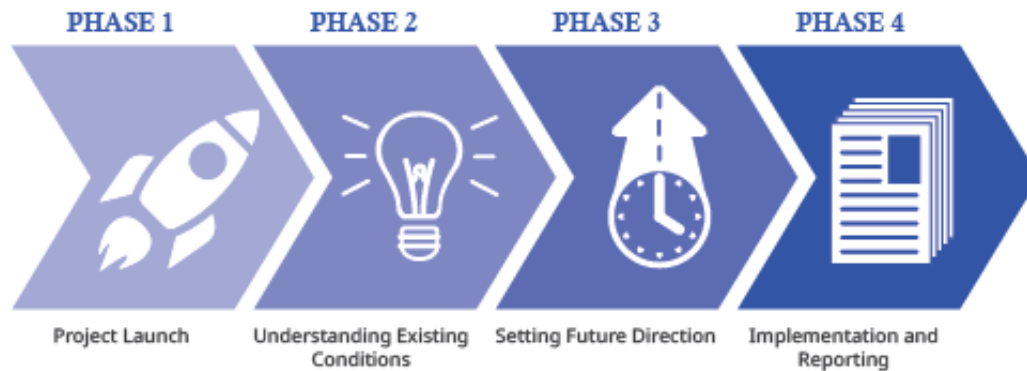 PHASE 1
PHASE 2
PHASE 3
PHASE 4
Project Launch
Understanding Existing
Conditions
Setting Future Direction
Implementation and
Reporting